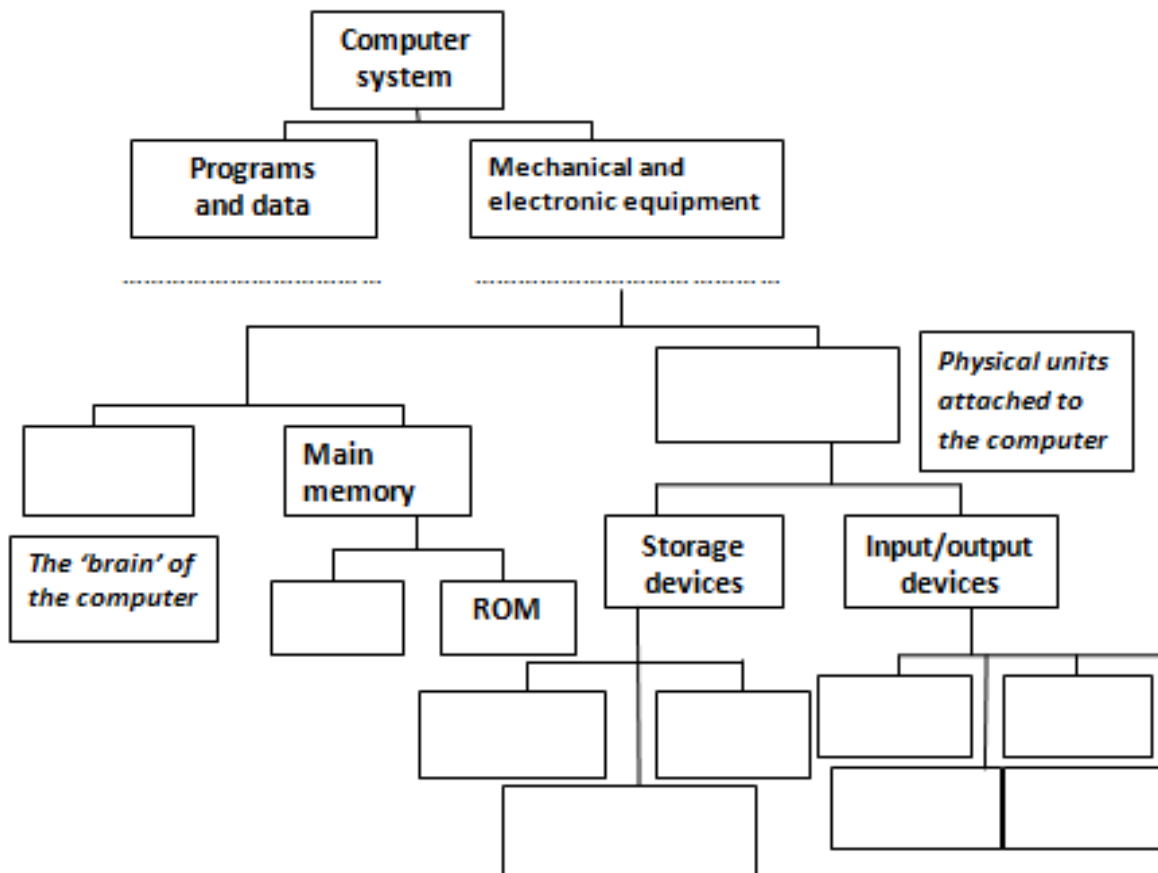 Computer
system
Programs
and data
Mechanical and
electronic equipment
Physical units
attached to
the computer
Main
memory
The ‘brain’ of
the computer
ROM
Storage
devices
Input/output
devices